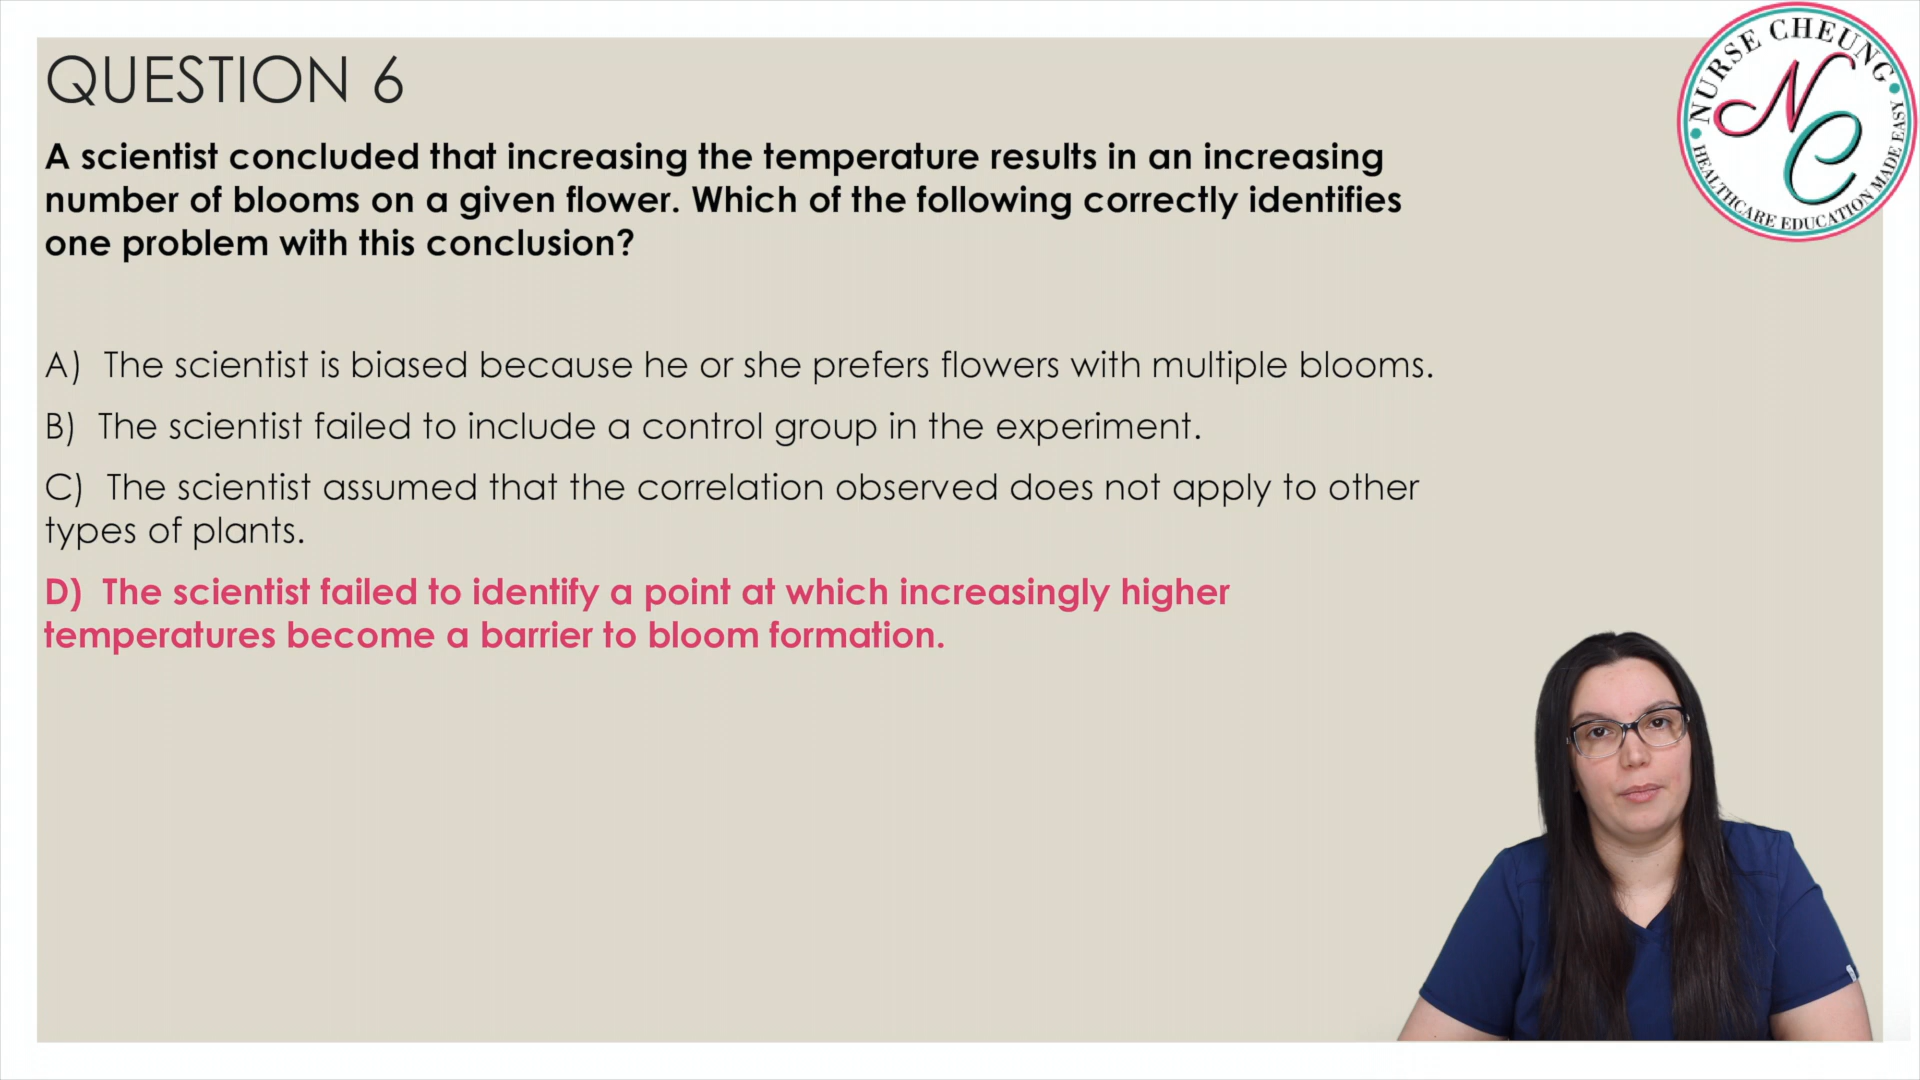 QUESTION 6
NURSE CHEUNG
NC
HEALTHCARE EDUCATION MADE EASY
A scientist concluded that increasing the temperature results in an increasing
number of blooms on a given flower. Which of the following correctly identifies
one problem with this conclusion?
A) The scientist is biased because he or she prefers flowers with multiple blooms.
B) The scientist failed to include a control group in the experiment.
C) The scientist assumed that the correlation observed does not apply to other
types of plants.
D) The scientist failed to identify a point at which increasingly higher
temperatures become a barrier to bloom formation.